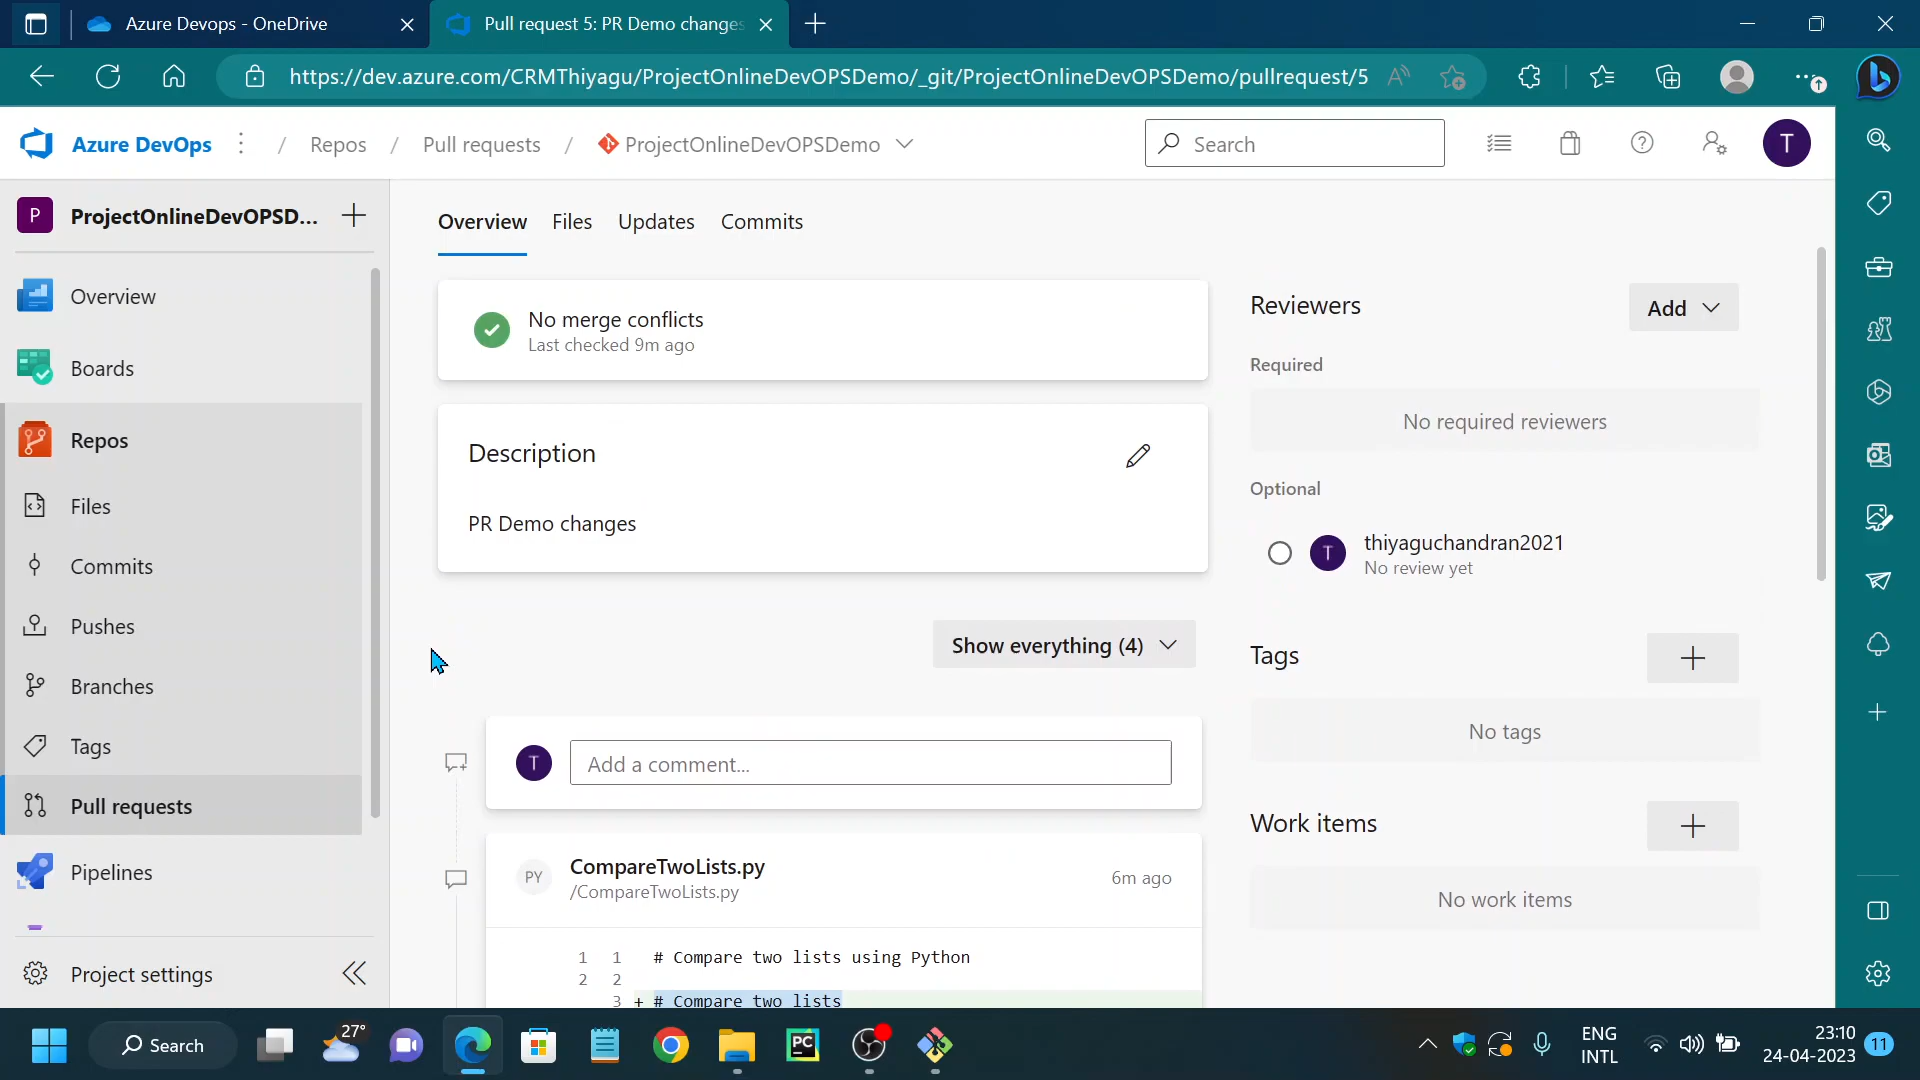 Azure Devops - OneDrive
Pull request 5: PR Demo changes
https://dev.azure.com/CRMThiyagu/ProjectOnlineDevOPSDemo/_git/ProjectOnlineDevOPSDemo/pullrequest/5
Azure DevOps / Repos / Pull requests / ProjectOnlineDevOPSDemo
Search
T
P ProjectOnlineDevOPSD...
Overview
Boards
Repos
Files
Commits
Pushes
Branches
Tags
Pull requests
Pipelines
Project settings
Overview Files Updates Commits
No merge conflicts
Last checked 9m ago
Description
PR Demo changes
Show everything (4)
T Add a comment...
PY CompareTwoLists.py
/CompareTwoLists.py
6m ago
1 1 # Compare two lists using Python
2 2
3 + # Compare two lists
Reviewers
Add
Required
No required reviewers
Optional
T thiyaguchandran2021
No review yet
Tags
No tags
Work items
No work items
Search
27°
PC
ENG
INTL
23:10
24-04-2023
11